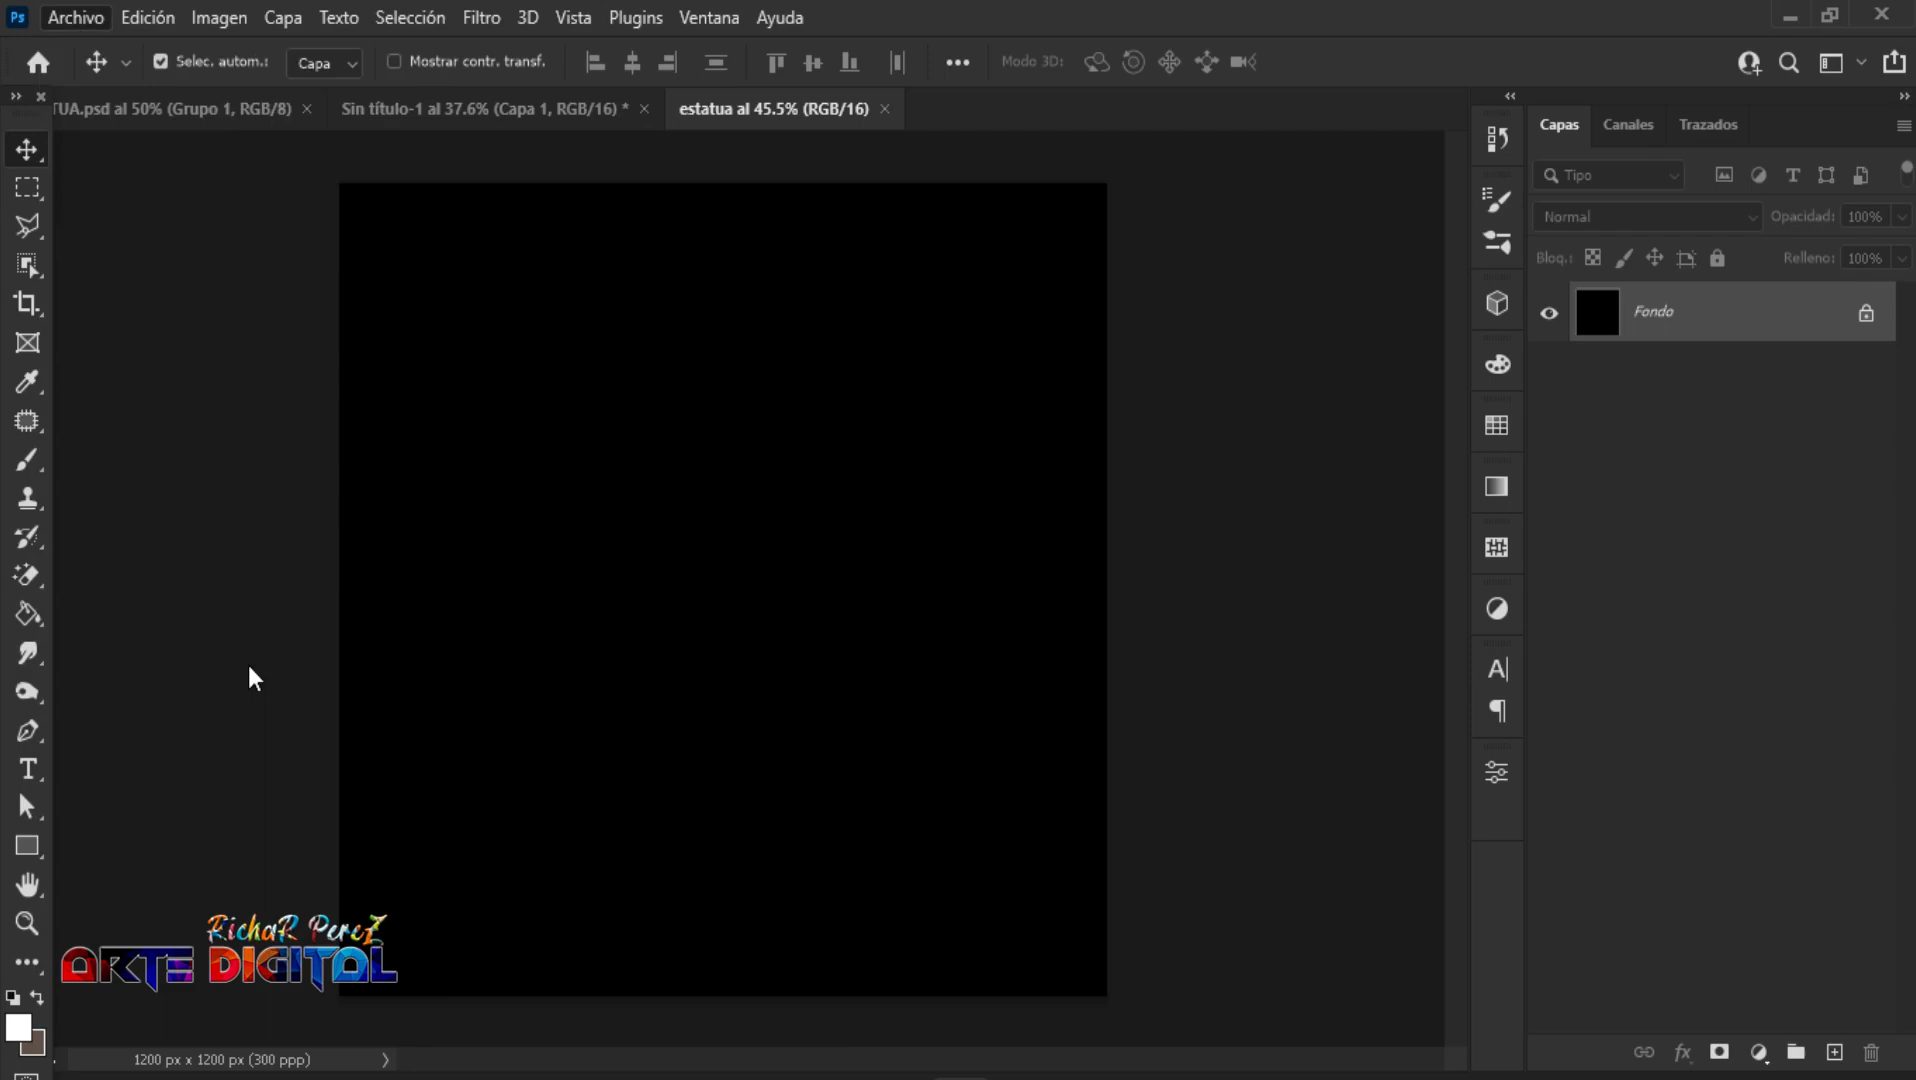 Ps Archivo Edición Imagen Capa Texto Selección Filtro 3D Vista Plugins Ventana Ayuda
Selec. autom.: Capa Mostrar contr. transf. Modo 3D:
TUA.psd al 50% (Grupo 1, RGB/8) Sin título-1 al 37.6% (Capa 1, RGB/16) * estatua al 45.5% (RGB/16)
Capas Canales Trazados
Tipo
Normal Opacidad: 100%
Bloq.: Relleno: 100%
Fondo
RichaR PereZ
ARTE DIGITAL
1200 px x 1200 px (300 ppp)
fx